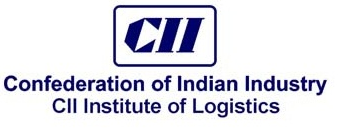 CII
Confederation of Indian Industry
CII Institute of Logistics